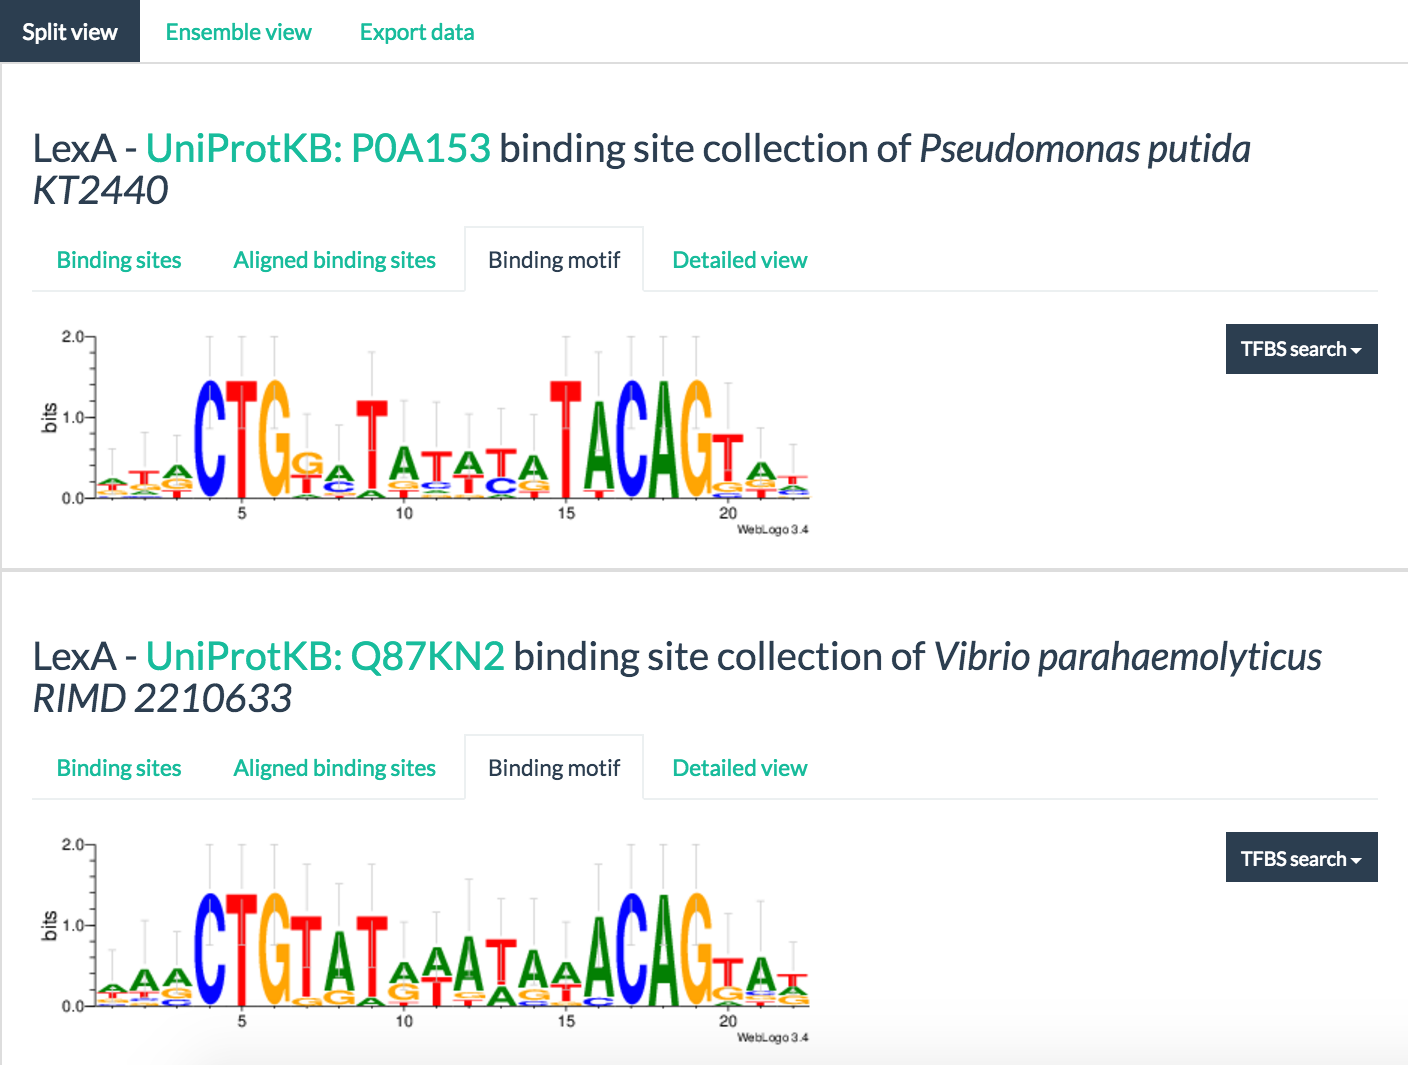 Split view Ensemble view Export data
LexA - UniProtKB: P0A153 binding site collection of Pseudomonas putida
KT2440
Binding sites Aligned binding sites Binding motif Detailed view
TFBS search
2.0
bits
1.0
0.0
5 10 15 20
WebLogo 3.4
LexA - UniProtKB: Q87KN2 binding site collection of Vibrio parahaemolyticus
RIMD 2210633
Binding sites Aligned binding sites Binding motif Detailed view
TFBS search
2.0
bits
1.0
0.0
5 10 15 20
WebLogo 3.4